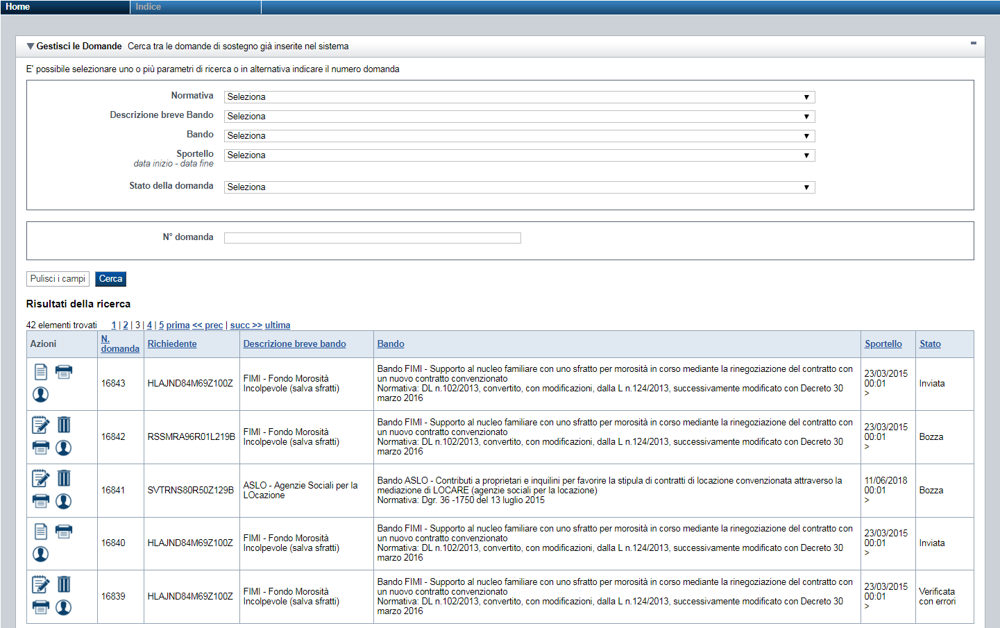 Home
Indice
▼Gestisci le Domande Cerca tra le domande di sostegno già inserite nel sistema
E' possibile selezionare uno o più parametri di ricerca o in alternativa indicare il numero domanda
Normativa Seleziona
Descrizione breve Bando Seleziona
Bando Seleziona
Sportello Seleziona
data inizio - data fine
Stato della domanda Seleziona
N° domanda
Pulisci i campi Cerca
Risultati della ricerca
42 elementi trovati 1 | 2 | 3 | 4 | 5 prima << prec | succ >> ultima
Azioni
N.
domanda
Richiedente
Descrizione breve bando
Bando
Sportello
Stato
16843
HLAJND84M69Z100Z
FIMI - Fondo Morosità
Incolpevole (salva sfratti)
Bando FIMI - Supporto al nucleo familiare con uno sfratto per morosità in corso mediante la rinegoziazione del contratto con
un nuovo contratto convenzionato
Normativa: DL n.102/2013, convertito, con modificazioni, dalla L n.124/2013, successivamente modificato con Decreto 30
marzo 2016
23/03/2015
00:01
>
Inviata
16842
RSSMRA96R01L219B
FIMI - Fondo Morosità
Incolpevole (salva sfratti)
Bando FIMI - Supporto al nucleo familiare con uno sfratto per morosità in corso mediante la rinegoziazione del contratto con
un nuovo contratto convenzionato
Normativa: DL n.102/2013, convertito, con modificazioni, dalla L n.124/2013, successivamente modificato con Decreto 30
marzo 2016
23/03/2015
00:01
>
Bozza
16841
SVTRNS80R50Z129B
ASLO - Agenzie Sociali per la
LOcazione
Bando ASLO - Contributi a proprietari e inquilini per favorire la stipula di contratti di locazione convenzionata attraverso la
mediazione di LOCARE (agenzie sociali per la locazione)
Normativa: Dgr. 36 -1750 del 13 luglio 2015
11/06/2018
00:01
>
Bozza
16840
HLAJND84M69Z100Z
FIMI - Fondo Morosità
Incolpevole (salva sfratti)
Bando FIMI - Supporto al nucleo familiare con uno sfratto per morosità in corso mediante la rinegoziazione del contratto con
un nuovo contratto convenzionato
Normativa: DL n.102/2013, convertito, con modificazioni, dalla L n.124/2013, successivamente modificato con Decreto 30
marzo 2016
23/03/2015
00:01
>
Inviata
16839
HLAJND84M69Z100Z
FIMI - Fondo Morosità
Incolpevole (salva sfratti)
Bando FIMI - Supporto al nucleo familiare con uno sfratto per morosità in corso mediante la rinegoziazione del contratto con
un nuovo contratto convenzionato
Normativa: DL n.102/2013, convertito, con modificazioni, dalla L n.124/2013, successivamente modificato con Decreto 30
marzo 2016
23/03/2015
00:01
>
Verificata
con errori